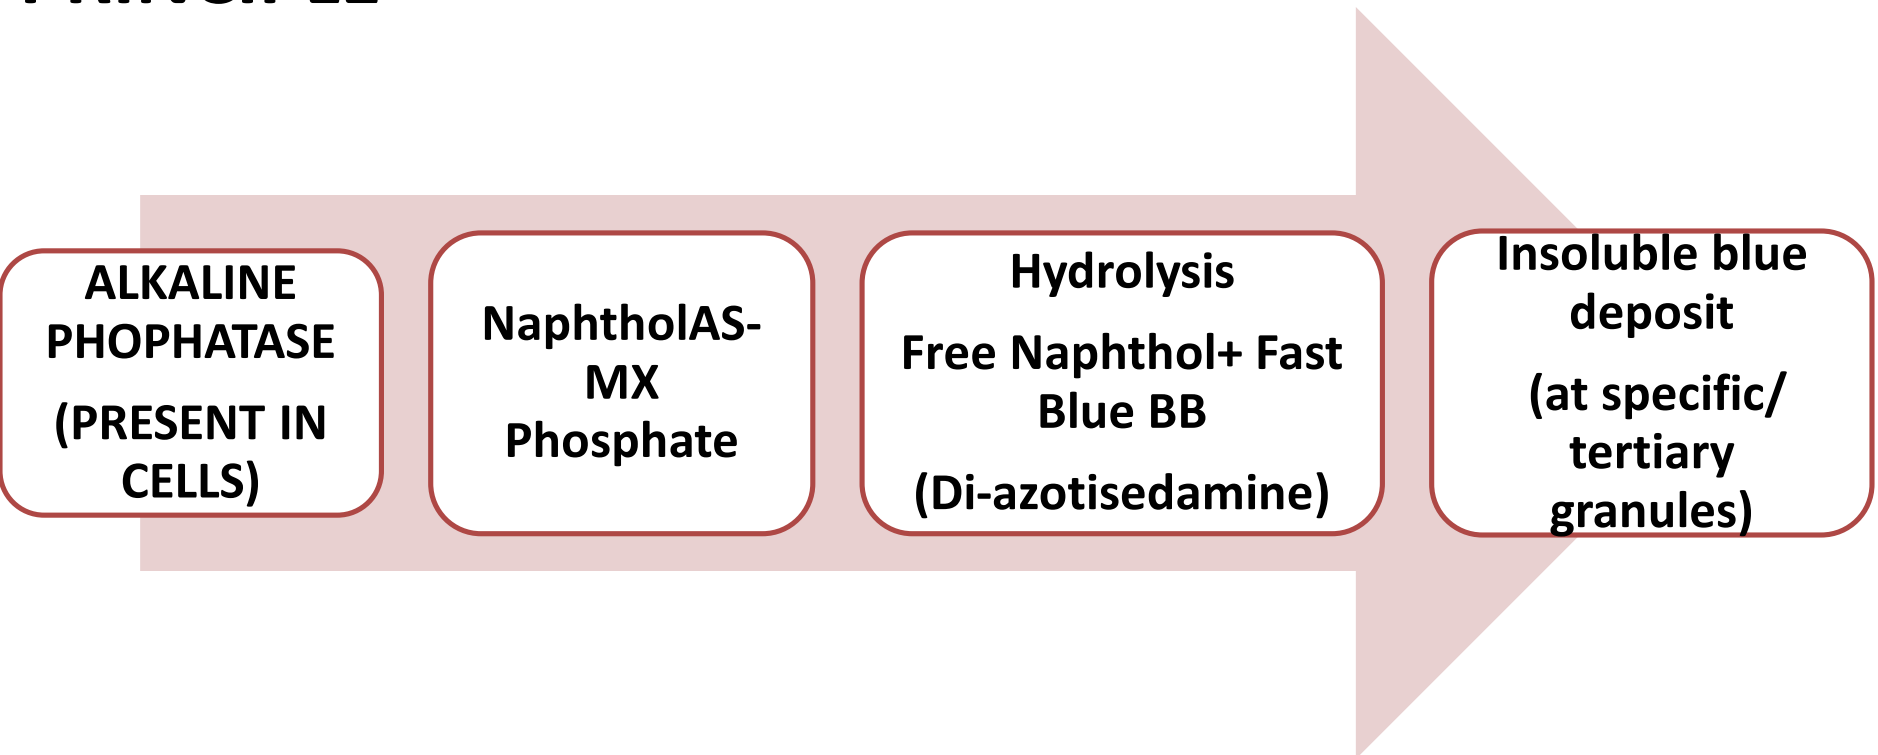 PRINCIPLE
ALKALINE
PHOPHATASE
(PRESENT IN
CELLS)
NaphtholAS-
MX
Phosphate
Hydrolysis
Free Naphthol+ Fast
Blue BB
(Di-azotisedamine)
Insoluble blue
deposit
(at specific/
tertiary
granules)